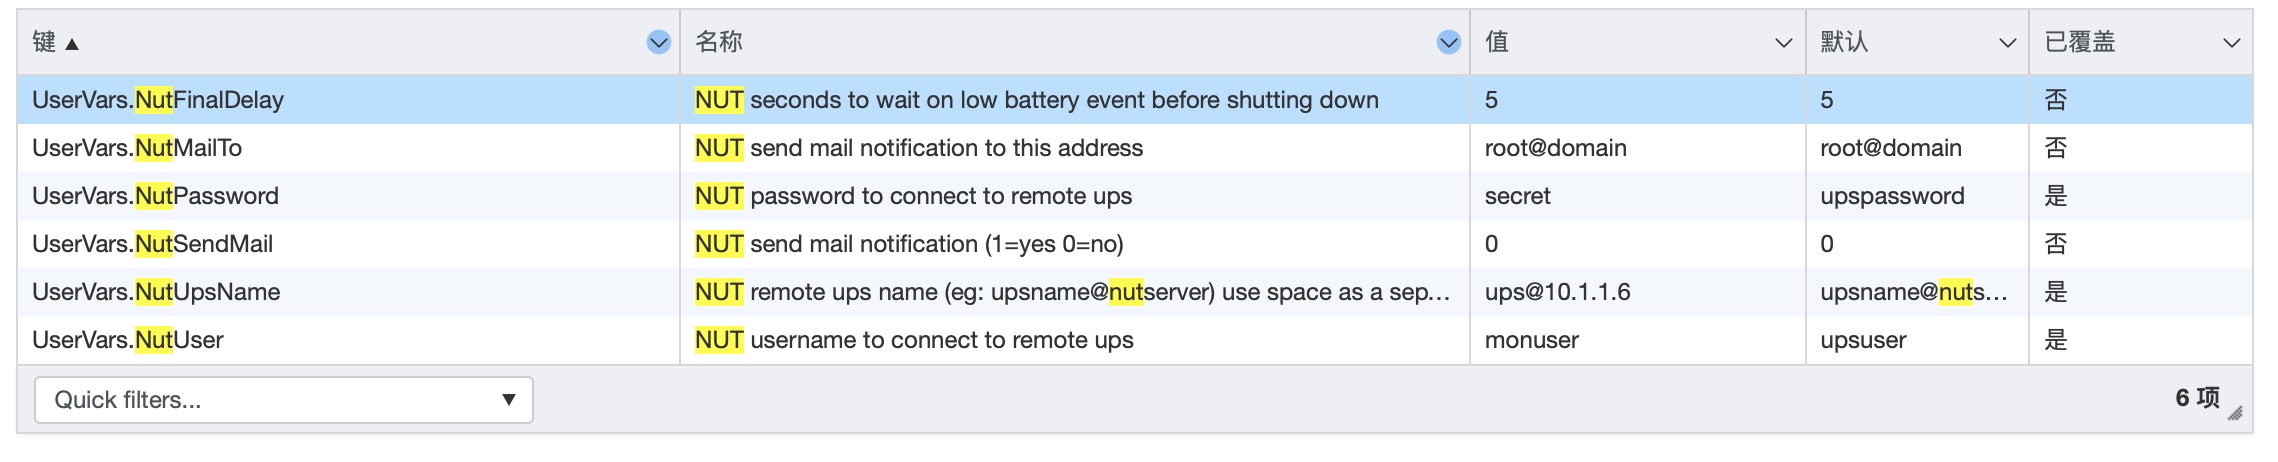 键 ▲ 名称 值 默认 已覆盖
UserVars.NutFinalDelay NUT seconds to wait on low battery event before shutting down 5 5 否
UserVars.NutMailTo NUT send mail notification to this address root@domain root@domain 否
UserVars.NutPassword NUT password to connect to remote ups secret upspassword 是
UserVars.NutSendMail NUT send mail notification (1=yes 0=no) 0 0 否
UserVars.NutUpsName NUT remote ups name (eg: upsname@nutserver) use space as a sep... ups@10.1.1.6 upsname@nuts... 是
UserVars.NutUser NUT username to connect to remote ups monuser upsuser 是
Quick filters... ▼ 6 项